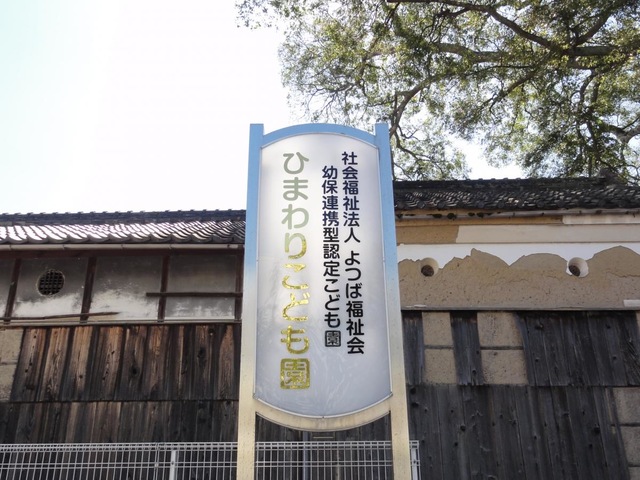 社会福祉法人 よつば福祉会
幼保連携型認定こども園
ひまわりこども園